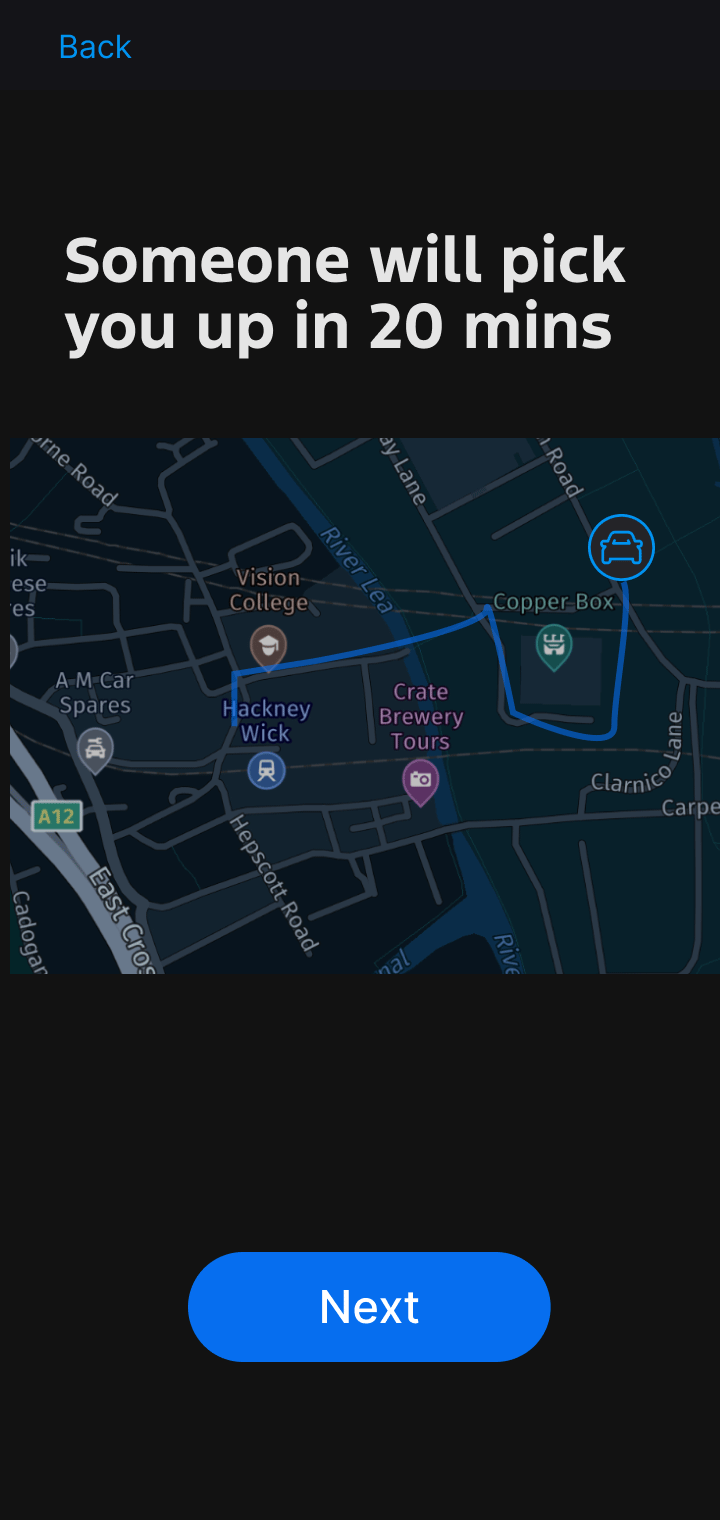 Back
Someone will pick
you up in 20 mins
orne Road
ay Lane
Road
River Lea
ik
ese
es
Vision
College
Copper Box
A M Car
Spares
Hackney
Wick
Crate
Brewery
Tours
Clarnico Lane
Carpe
A12
Hepscott Road
East Cros
Cadogan
nal
Rive
Next